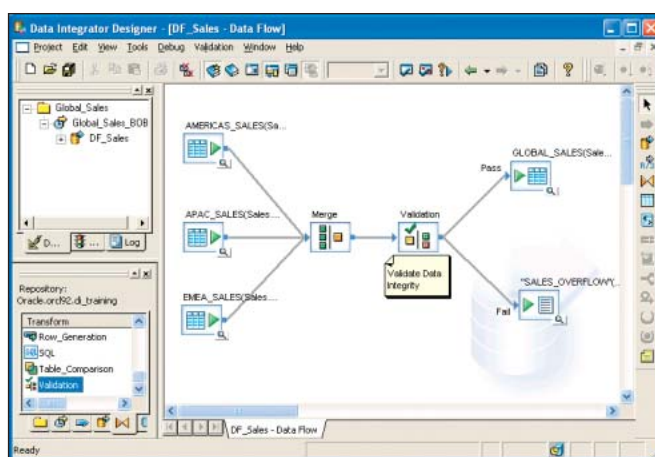 Data Integrator Designer - [DF_Sales - Data Flow]
Project Edit View Tools Debug Validation Window Help
Global_Sales
Global_Sales_BOB
DF_Sales
D... ... Log
Repository:
Oracle.orcl92.di_training
Transform
Row_Generation
SQL
Table_Comparison
Validation
AMERICAS_SALES(Sa...
APAC_SALES(Sales....
EMEA_SALES(Sales....
Merge
Validation
Validate Data
Integrity
Pass
GLOBAL_SALES(Sale...
Fail
"SALES_OVERFLOW"(...
DF_Sales - Data Flow
Ready